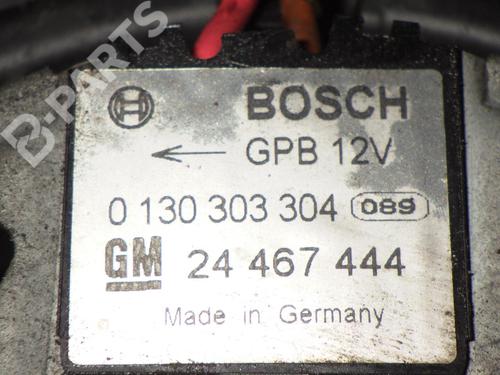 B-PARTS
BOSCH
← GPB 12V
0 130 303 304 089
GM 24 467 444
Made in Germany